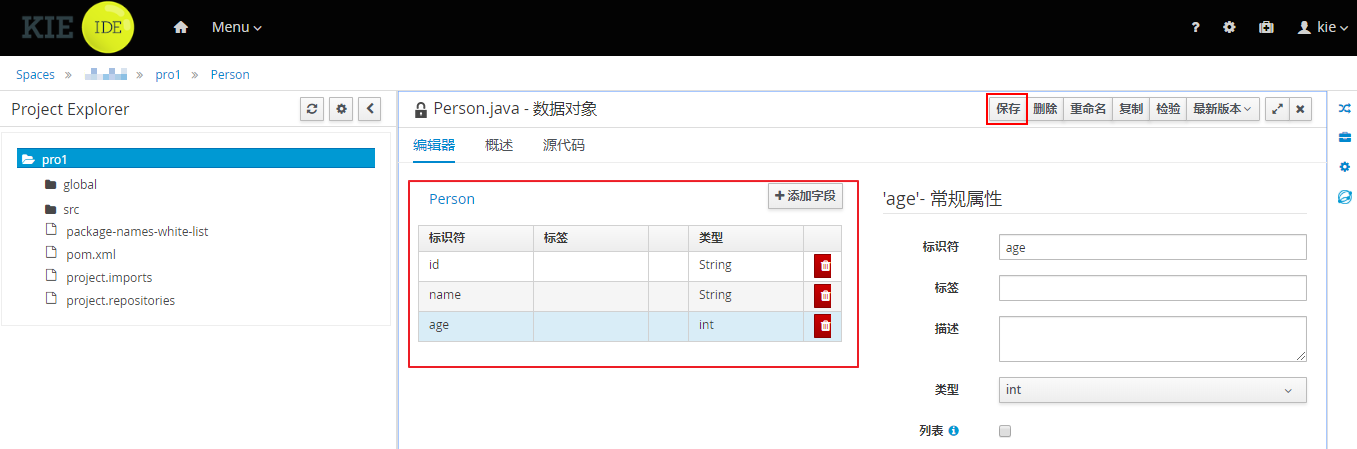 KIE IDE Menu ? kie
Spaces » » pro1 » Person
Project Explorer
Person.java - 数据对象 保存 删除 重命名 复制 检验 最新版本
编辑器 概述 源代码
pro1
global
src
package-names-white-list
pom.xml
project.imports
project.repositories
Person 添加字段
标识符 标签 类型
id String
name String
age int
'age'- 常规属性
标识符 age
标签
描述
类型 int
列表